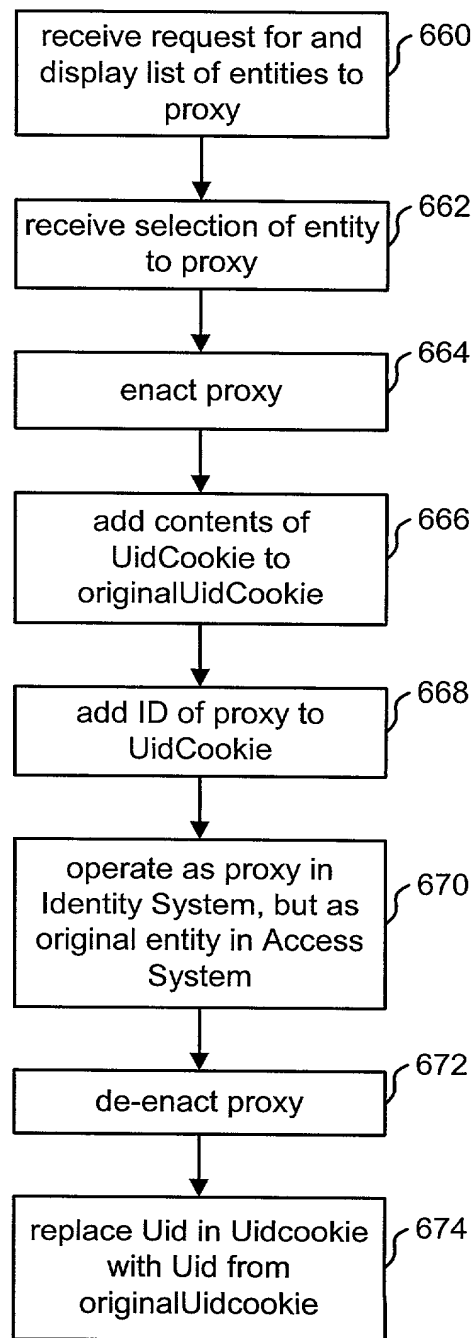 receive request for and
display list of entities to
proxy
660
receive selection of entity
to proxy
662
enact proxy
664
add contents of
UidCookie to
originalUidCookie
666
add ID of proxy to
UidCookie
668
operate as proxy in
Identity System, but as
original entity in Access
System
670
de-enact proxy
672
replace Uid in Uidcookie
with Uid from
originalUidcookie
674